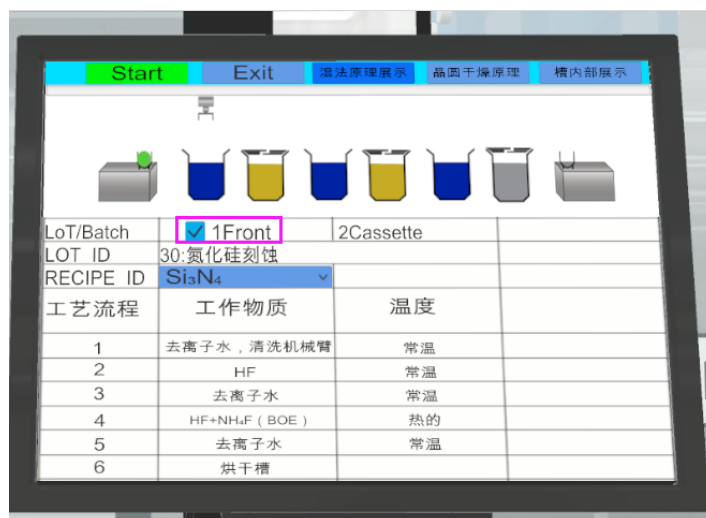 Start Exit 湿法原理展示 晶圆干燥原理 槽内部展示
LoT/Batch 1Front 2Cassette
LOT ID 30:氮化硅刻蚀
RECIPE ID Si₃N₄
工艺流程 工作物质 温度
1 去离子水，清洗机械臂 常温
2 HF 常温
3 去离子水 常温
4 HF+NH₄F（BOE） 热的
5 去离子水 常温
6 烘干槽